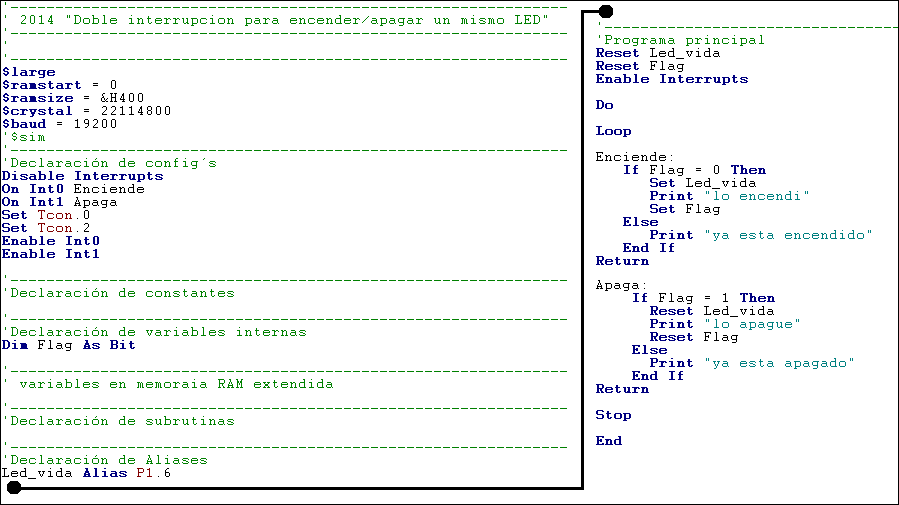 '--------------------------------------------------------------
' 2014 "Doble interrupcion para encender/apagar un mismo LED"
'--------------------------------------------------------------
'
'--------------------------------------------------------------
$large
$ramstart = 0
$ramsize = &H400
$crystal = 22114800
$baud = 19200
'$sim
'--------------------------------------------------------------
'Declaración de config´s
Disable Interrupts
On Int0 Enciende
On Int1 Apaga
Set Tcon.0
Set Tcon.2
Enable Int0
Enable Int1
'--------------------------------------------------------------
'Declaración de constantes
'--------------------------------------------------------------
'Declaración de variables internas
Dim Flag As Bit
'--------------------------------------------------------------
' variables en memoraia RAM extendida
'--------------------------------------------------------------
'Declaración de subrutinas
'--------------------------------------------------------------
'Declaración de Aliases
Led_vida Alias P1.6
'---------------------------------
'Programa principal
Reset Led_vida
Reset Flag
Enable Interrupts
Do
Loop
Enciende:
If Flag = 0 Then
Set Led_vida
Print "lo encendi"
Set Flag
Else
Print "ya esta encendido"
End If
Return
Apaga:
If Flag = 1 Then
Reset Led_vida
Print "lo apague"
Reset Flag
Else
Print "ya esta apagado"
End If
Return
Stop
End